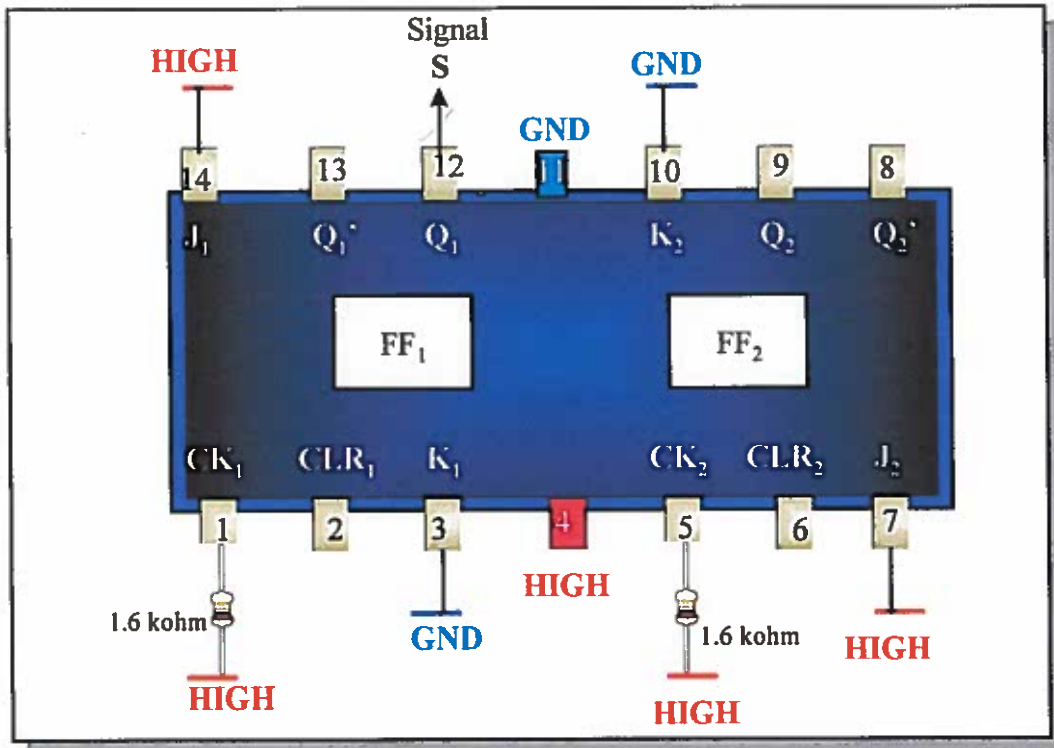 Signal
S
HIGH
GND
GND
14
13
12
11
10
9
8
J₁
Q₁'
Q₁
K₂
Q₂
Q₂'
FF₁
FF₂
CK₁
CLR₁
K₁
CK₂
CLR₂
J₂
1
2
3
4
5
6
7
HIGH
1.6 kohm
1.6 kohm
GND
HIGH
HIGH
HIGH